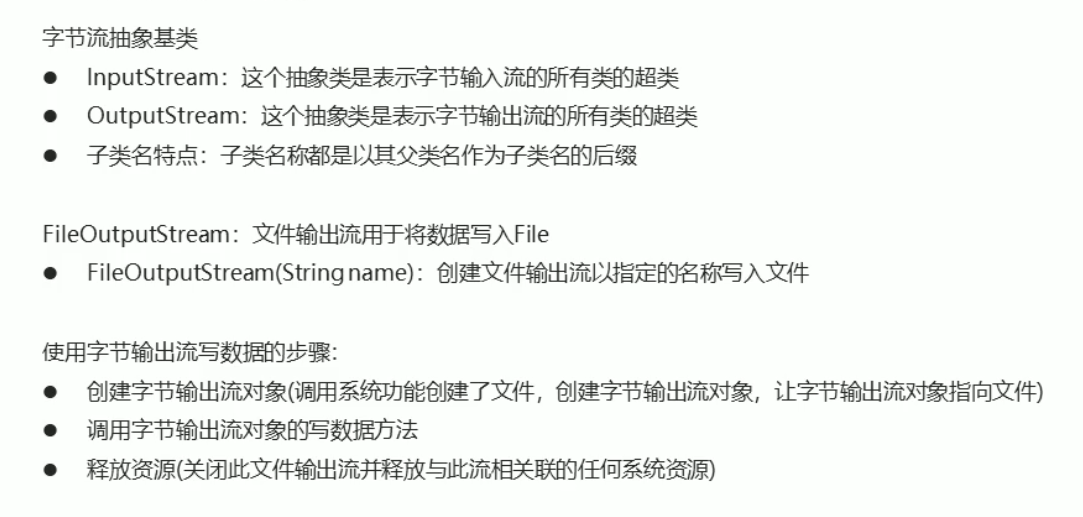 字节流抽象基类
● InputStream：这个抽象类是表示字节输入流的所有类的超类
● OutputStream：这个抽象类是表示字节输出流的所有类的超类
● 子类名特点：子类名称都是以其父类名作为子类名的后缀
FileOutputStream：文件输出流用于将数据写入File
● FileOutputStream(String name)：创建文件输出流以指定的名称写入文件
使用字节输出流写数据的步骤：
● 创建字节输出流对象(调用系统功能创建了文件，创建字节输出流对象，让字节输出流对象指向文件)
● 调用字节输出流对象的写数据方法
● 释放资源(关闭此文件输出流并释放与此流相关联的任何系统资源)